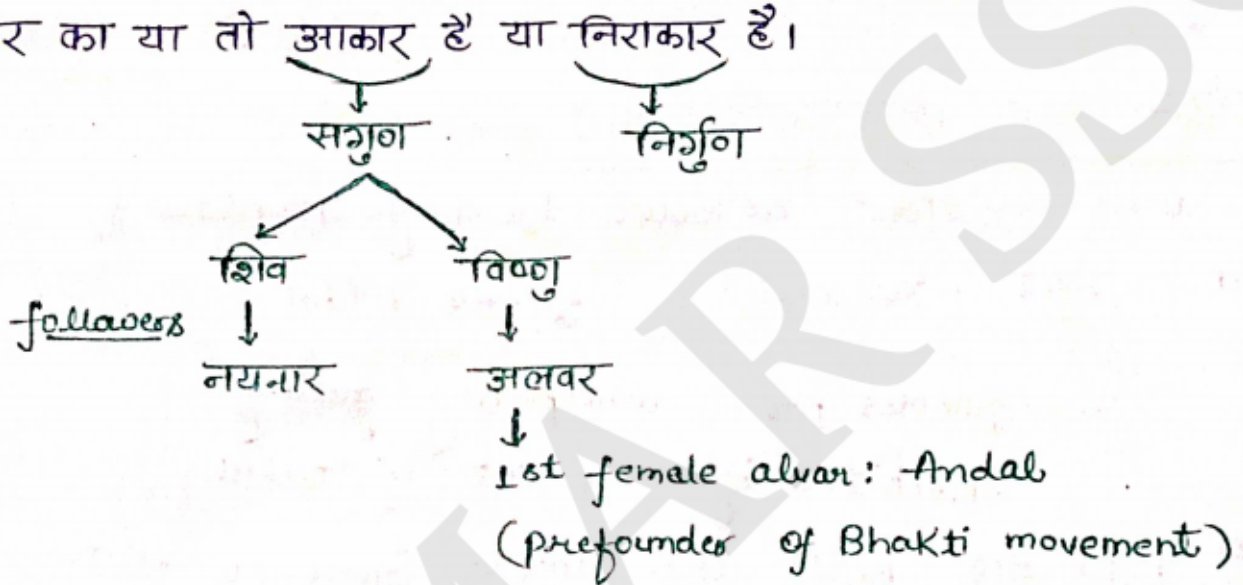 र का या तो आकार है या निराकार है।
सगुण निर्गुण
शिव विष्णु
followers
नयनार अलवर
1st female alvar: Andal
(prefounder of Bhakti movement)